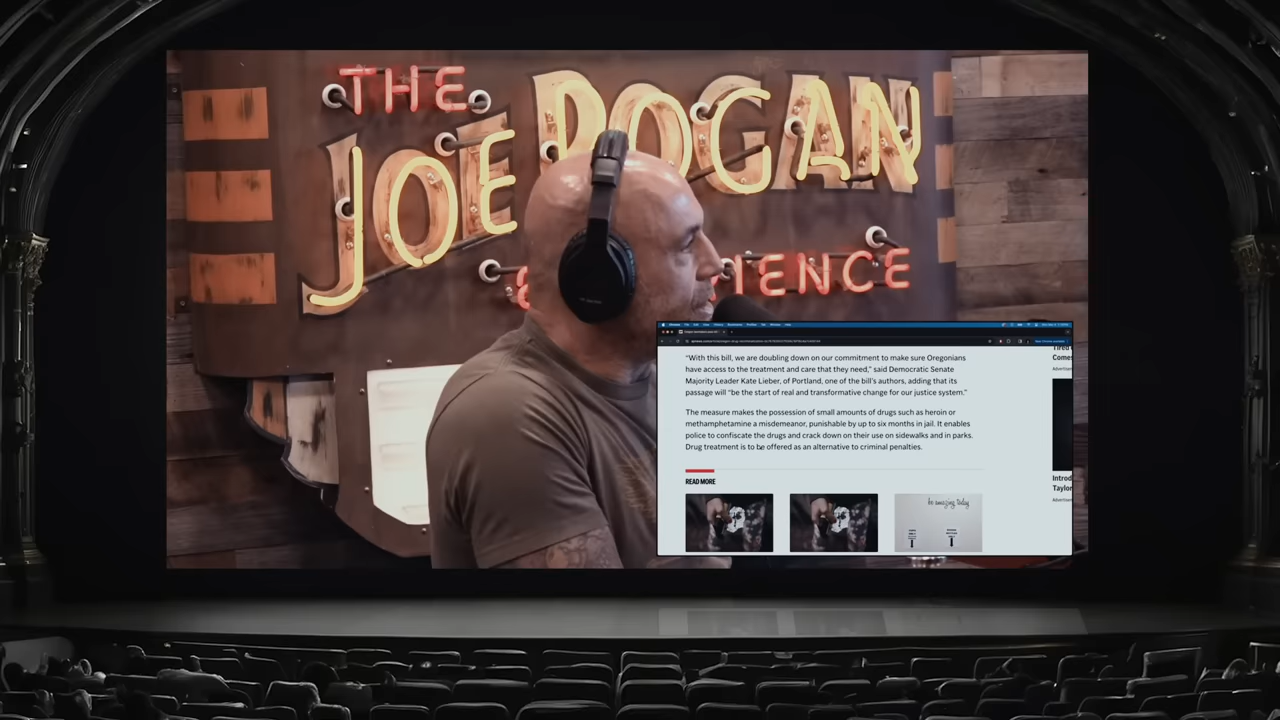 THE
JOE ROGAN
IENCE
“With this bill, we are doubling down on our commitment to make sure Oregonians
have access to the treatment and care that they need,” said Democratic Senate
Majority Leader Kate Lieber, of Portland, one of the bill’s authors, adding that its
passage will “be the start of real and transformative change for our justice system.”
The measure makes the possession of small amounts of drugs such as heroin or
methamphetamine a misdemeanor, punishable by up to six months in jail. It enables
police to confiscate the drugs and crack down on their use on sidewalks and in parks.
Drug treatment is to be offered as an alternative to criminal penalties.
READ MORE
be amazing today
Comes
Introd
Taylor